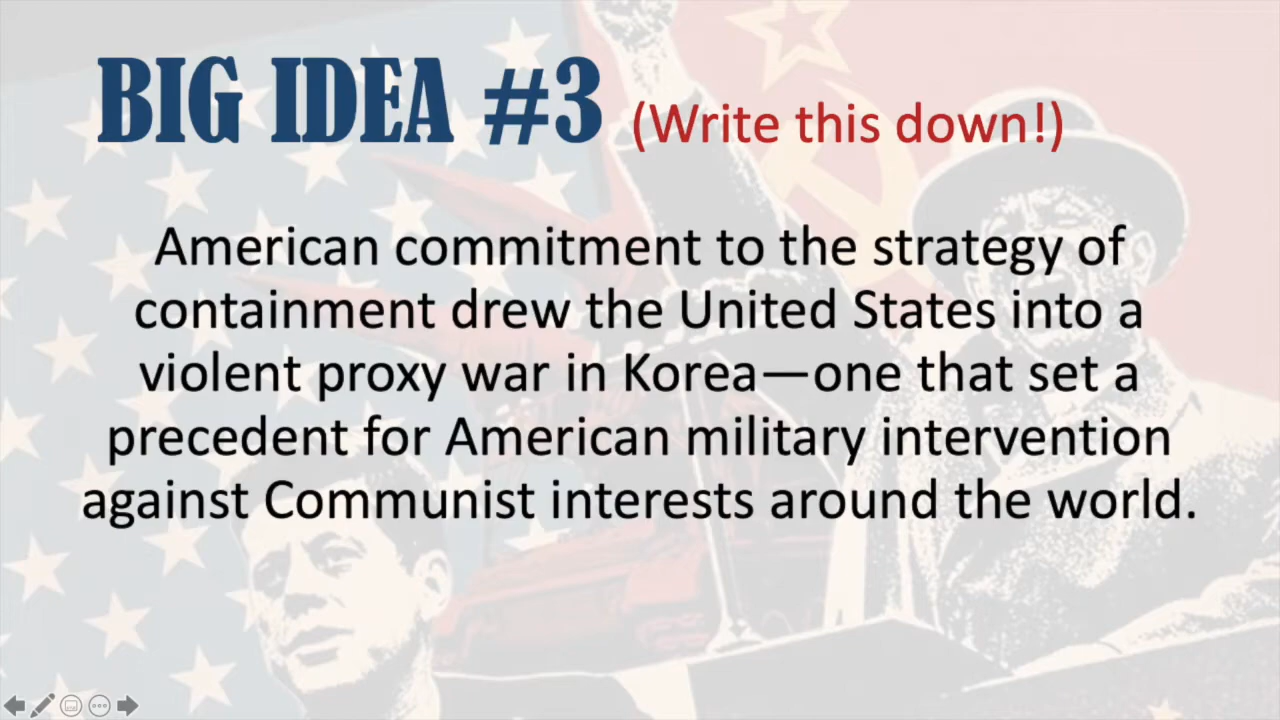 BIG IDEA #3 (Write this down!)
American commitment to the strategy of
containment drew the United States into a
violent proxy war in Korea—one that set a
precedent for American military intervention
against Communist interests around the world.